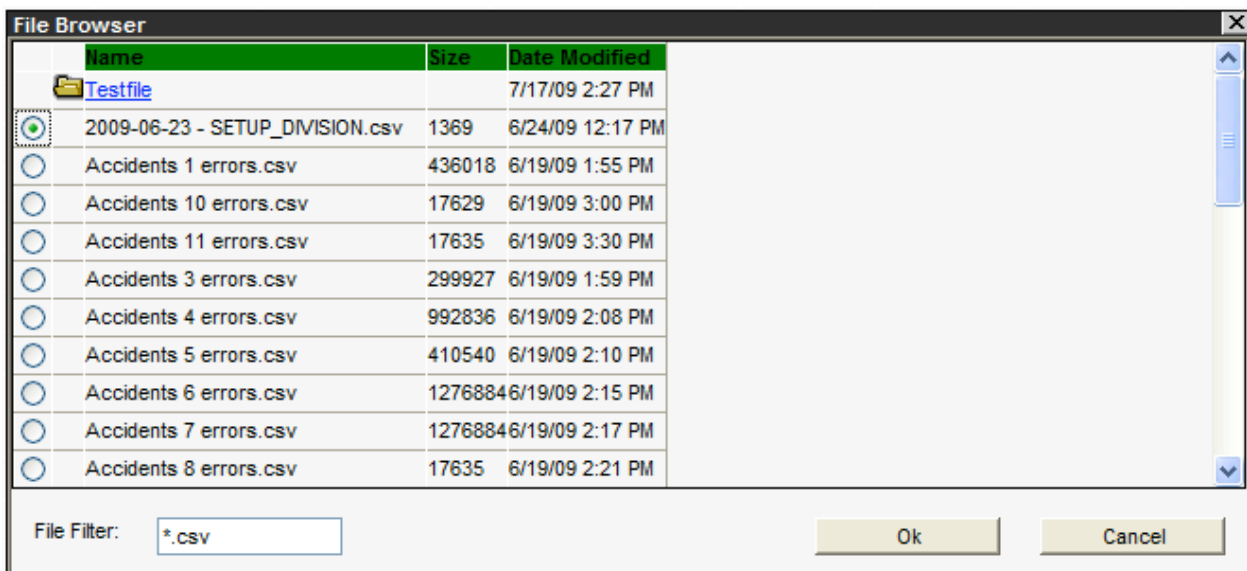 File Browser
Name Size Date Modified
Testfile 7/17/09 2:27 PM
2009-06-23 - SETUP_DIVISION.csv 1369 6/24/09 12:17 PM
Accidents 1 errors.csv 436018 6/19/09 1:55 PM
Accidents 10 errors.csv 17629 6/19/09 3:00 PM
Accidents 11 errors.csv 17635 6/19/09 3:30 PM
Accidents 3 errors.csv 299927 6/19/09 1:59 PM
Accidents 4 errors.csv 992836 6/19/09 2:08 PM
Accidents 5 errors.csv 410540 6/19/09 2:10 PM
Accidents 6 errors.csv 1276884 6/19/09 2:15 PM
Accidents 7 errors.csv 1276884 6/19/09 2:17 PM
Accidents 8 errors.csv 17635 6/19/09 2:21 PM
File Filter: *.csv Ok Cancel